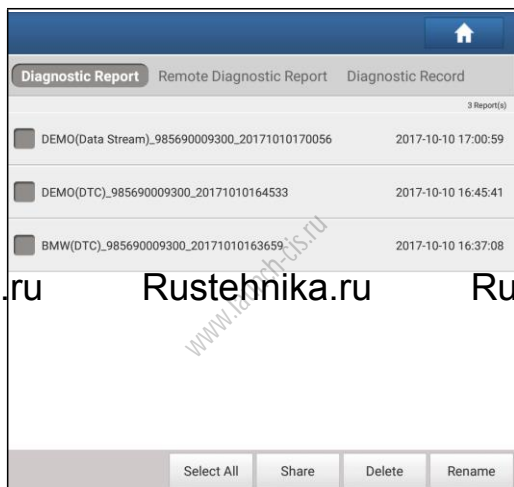 Diagnostic Report Remote Diagnostic Report Diagnostic Record
3 Report(s)
DEMO(Data Stream)_985690009300_20171010170056 2017-10-10 17:00:59
DEMO(DTC)_985690009300_20171010164533 2017-10-10 16:45:41
BMW(DTC)_985690009300_20171010163659 2017-10-10 16:37:08
.ru Rustehnika.ru Ru
www.launch-cis.ru
Select All Share Delete Rename